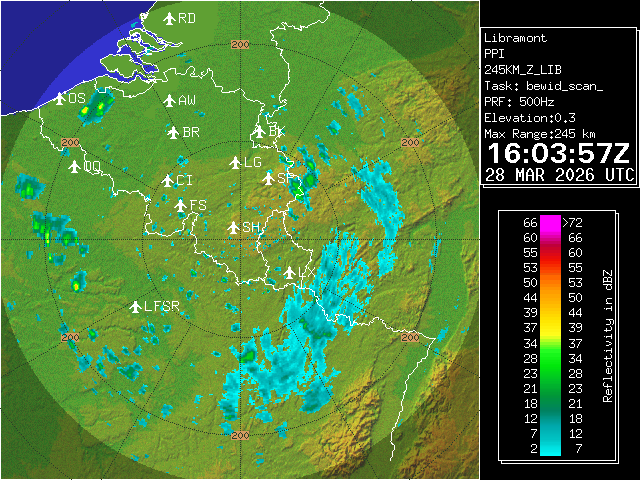 RD
200
OS
AW
BR
BK
200
200
QQ
LG
CI
SP
FS
SH
LX
LFSR
200
200
200
Libramont
PPI
245KM_Z_LIB
Task: bewid_scan_
PRF: 500Hz
Elevation:0.3
Max Range:245 km
16:03:57Z
28 MAR 2026 UTC
66 >72
60 66
55 60
53 55
50 53
44 50
39 44
37 39
34 37
28 34
23 28
21 23
18 21
12 18
7 12
2 7
Reflectivity in dBZ